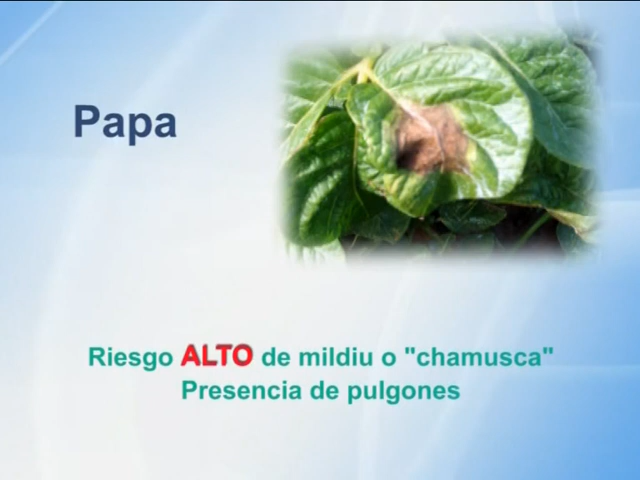 Papa
Riesgo ALTO de mildiu o "chamusca"
Presencia de pulgones